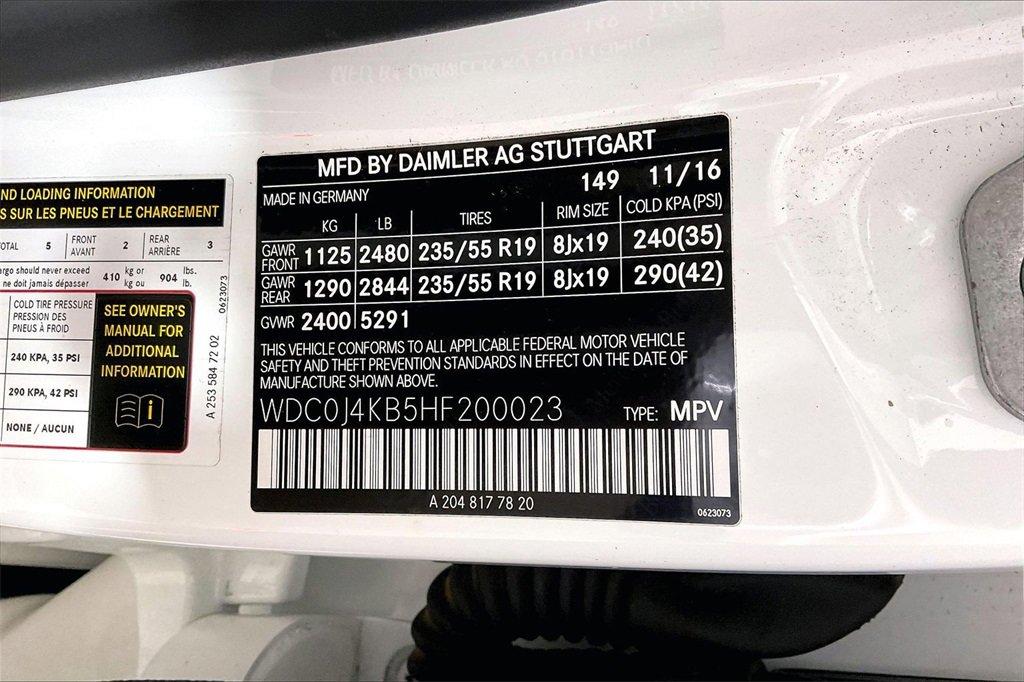 ND LOADING INFORMATION
S SUR LES PNEUS ET LE CHARGEMENT
OTAL 5 FRONT AVANT 2 REAR ARRIÈRE 3
argo should never exceed 410 kg or 904 lbs.
ne doit jamais dépasser kg ou lb.
COLD TIRE PRESSURE
PRESSION DES
PNEUS À FROID
240 KPA, 35 PSI
290 KPA, 42 PSI
NONE / AUCUN
SEE OWNER'S
MANUAL FOR
ADDITIONAL
INFORMATION
i
A 253 584 72 02
0623073
MFD BY DAIMLER AG STUTTGART
MADE IN GERMANY 149 11/16
KG LB TIRES RIM SIZE COLD KPA (PSI)
GAWR FRONT 1125 2480 235/55 R19 8Jx19 240(35)
GAWR REAR 1290 2844 235/55 R19 8Jx19 290(42)
GVWR 2400 5291
THIS VEHICLE CONFORMS TO ALL APPLICABLE FEDERAL MOTOR VEHICLE
SAFETY AND THEFT PREVENTION STANDARDS IN EFFECT ON THE DATE OF
MANUFACTURE SHOWN ABOVE.
WDC0J4KB5HF200023 TYPE: MPV
A 204 817 78 20
0623073